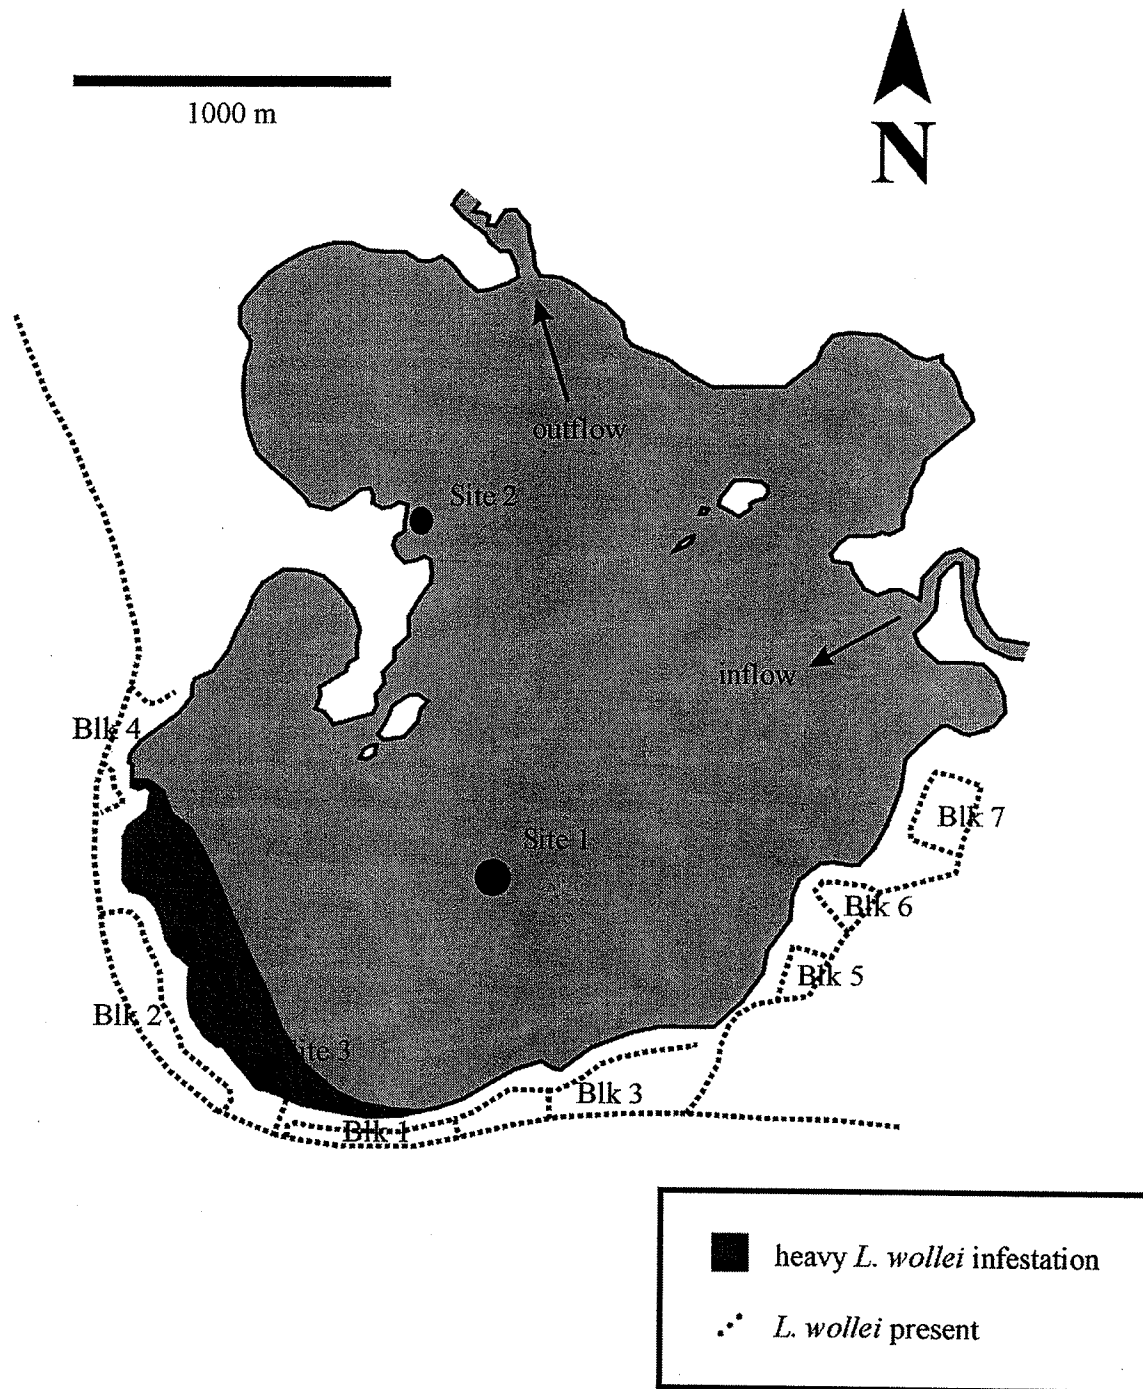 1000 m
N
outflow
Site 2
inflow
Blk 4
Blk 7
Site 1
Blk 6
Blk 5
Blk 2
Site 3
Blk 3
Blk 1
heavy L. wollei infestation
L. wollei present